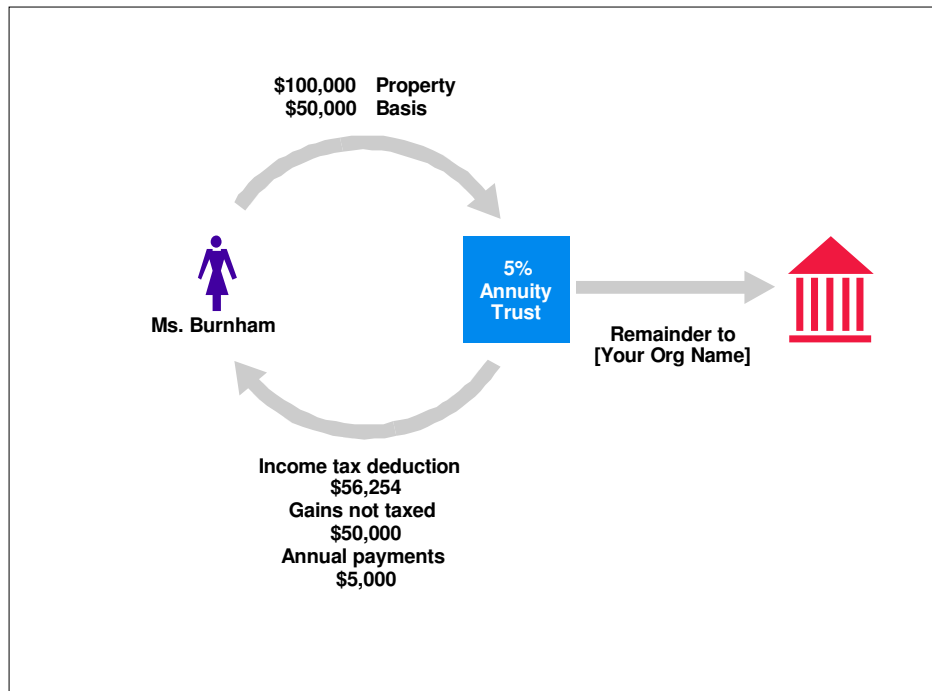 $100,000 Property
$50,000 Basis
5%
Annuity
Trust
Ms. Burnham
Remainder to
[Your Org Name]
Income tax deduction
$56,254
Gains not taxed
$50,000
Annual payments
$5,000